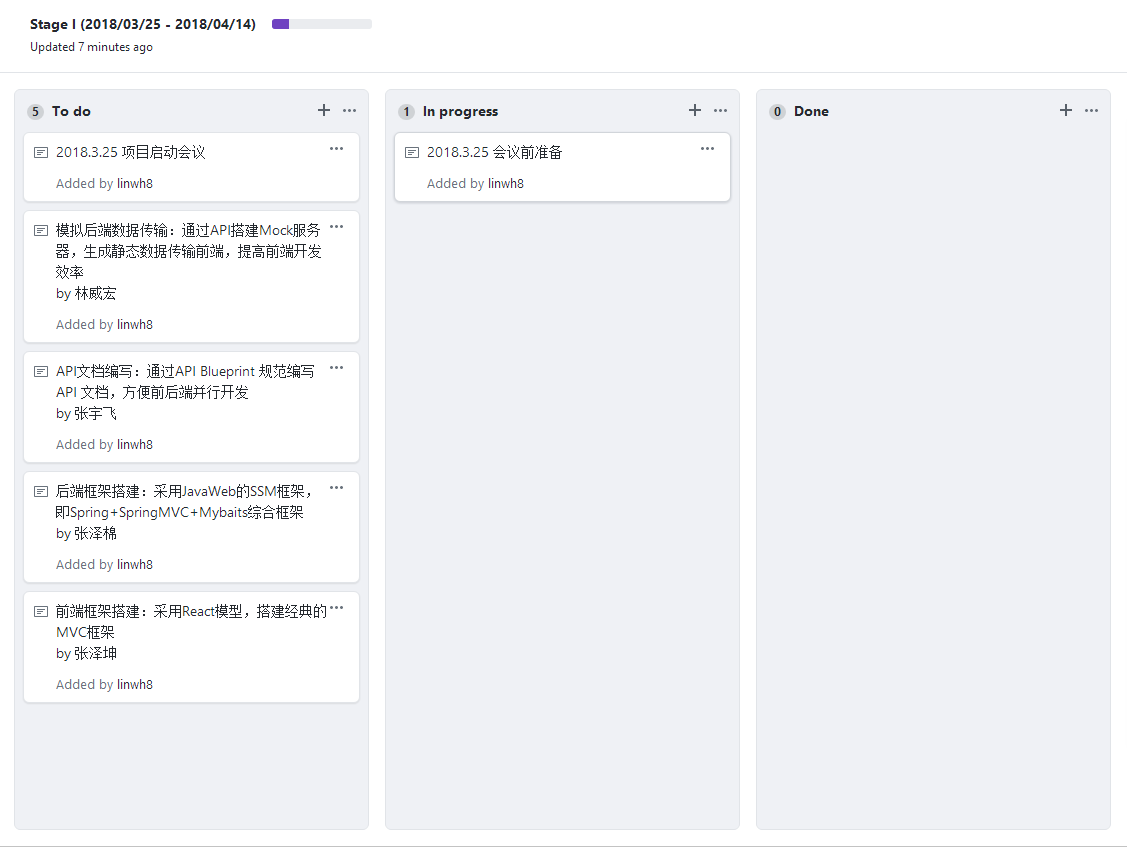 Stage I (2018/03/25 - 2018/04/14)
Updated 7 minutes ago
5 To do
2018.3.25 项目启动会议
Added by linwh8
模拟后端数据传输：通过API搭建Mock服务
器，生成静态数据传输前端，提高前端开发
效率
by 林威宏
Added by linwh8
API文档编写：通过API Blueprint 规范编写
API 文档，方便前后端并行开发
by 张宇飞
Added by linwh8
后端框架搭建：采用JavaWeb的SSM框架，
即Spring+SpringMVC+Mybaits综合框架
by 张泽棉
Added by linwh8
前端框架搭建：采用React模型，搭建经典的
MVC框架
by 张泽坤
Added by linwh8
1 In progress
2018.3.25 会议前准备
Added by linwh8
0 Done